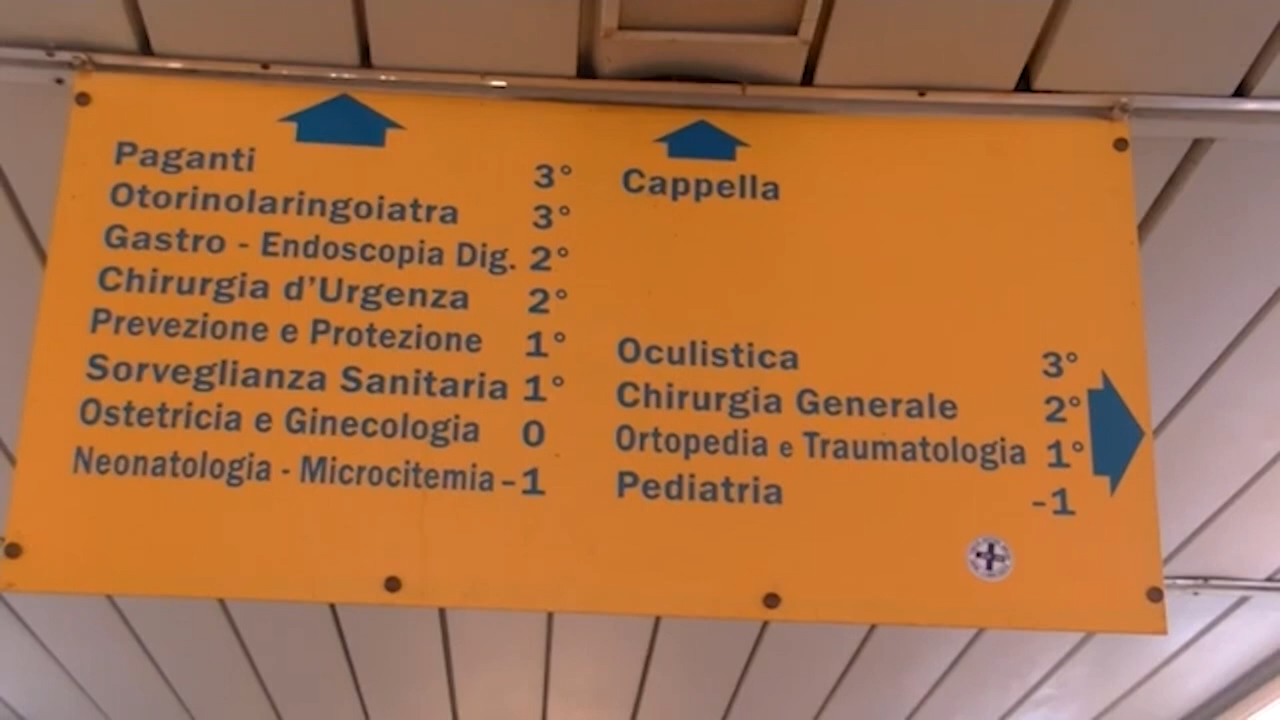 Paganti 3°
Otorinolaringoiatra 3°
Gastro - Endoscopia Dig. 2°
Chirurgia d'Urgenza 2°
Prevezione e Protezione 1°
Sorveglianza Sanitaria 1°
Ostetricia e Ginecologia 0
Neonatologia - Microcitemia -1
Cappella
Oculistica 3°
Chirurgia Generale 2°
Ortopedia e Traumatologia 1°
Pediatria -1